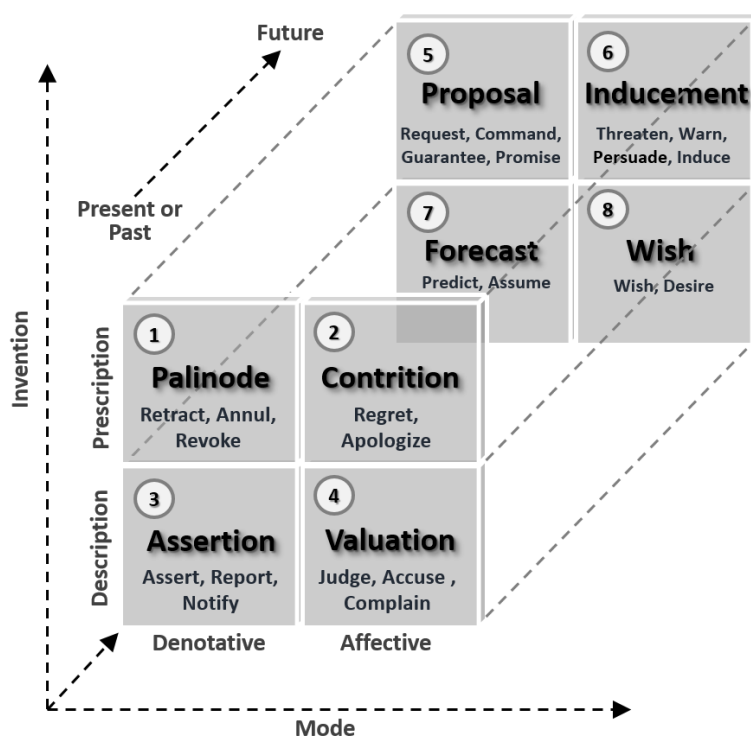 Future
5
Proposal
Request, Command,
Guarantee, Promise
6
Inducement
Threaten, Warn,
Persuade, Induce
Present or
Past
7
Forecast
Predict, Assume
8
Wish
Wish, Desire
Invention
Prescription
1
Palinode
Retract, Annul,
Revoke
2
Contrition
Regret,
Apologize
Description
3
Assertion
Assert, Report,
Notify
4
Valuation
Judge, Accuse ,
Complain
Denotative
Affective
Mode